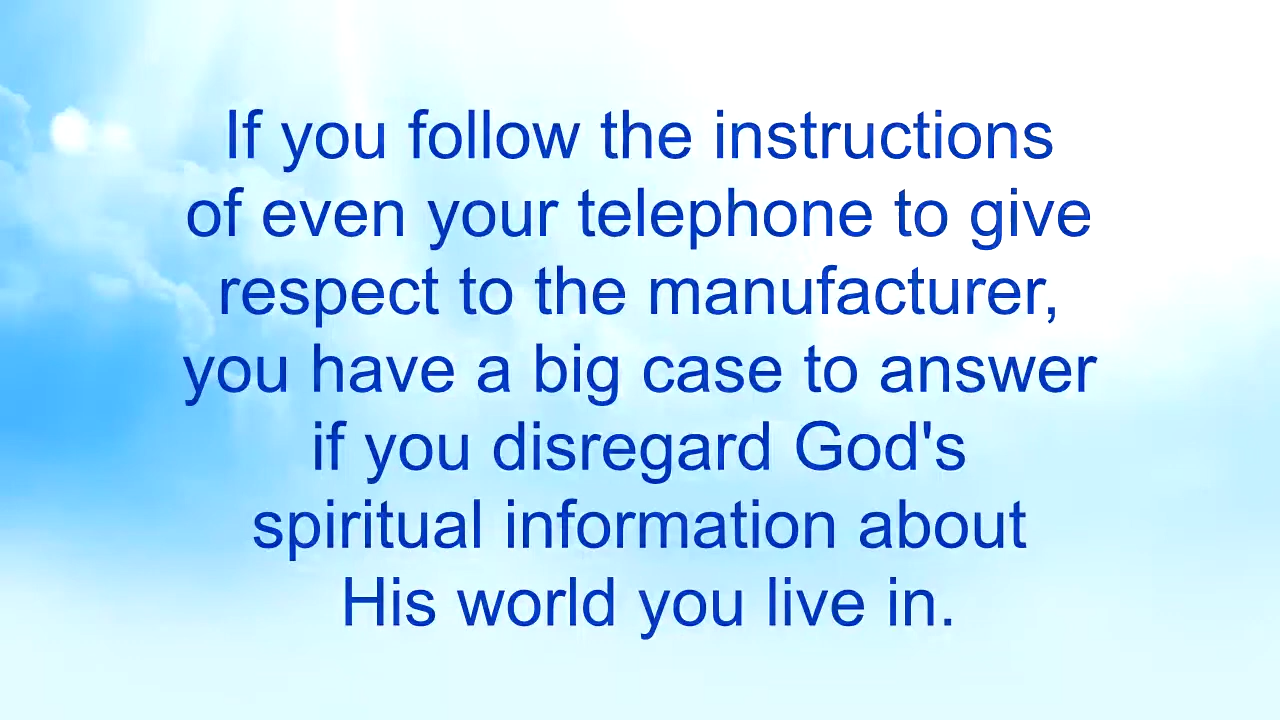 If you follow the instructions
of even your telephone to give
respect to the manufacturer,
you have a big case to answer
if you disregard God's
spiritual information about
His world you live in.